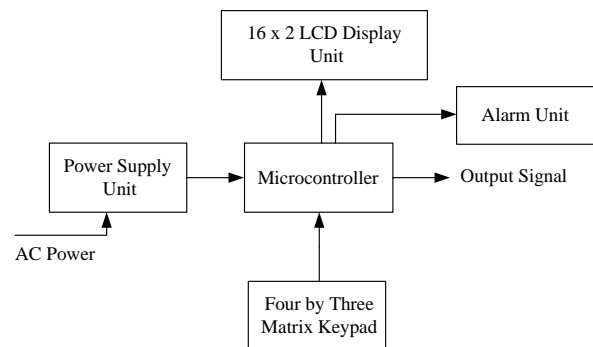 16 x 2 LCD Display
Unit
Alarm Unit
Power Supply
Unit
Microcontroller
Output Signal
AC Power
Four by Three
Matrix Keypad